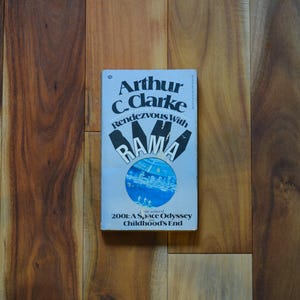 Arthur
C. Clarke
Rendezvous With
RAMA
2001: A Space Odyssey
Childhood's End